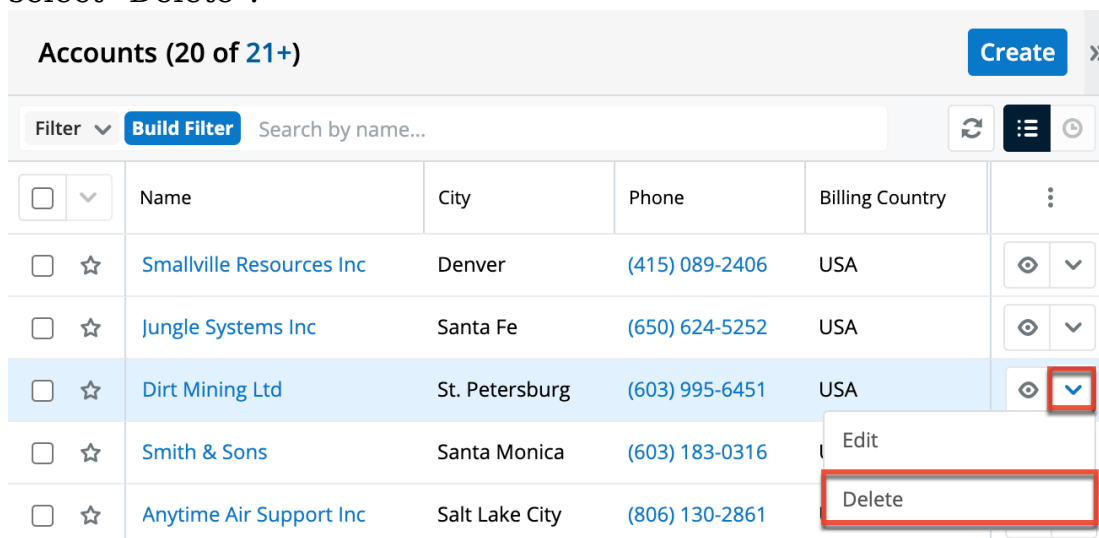 select "Delete".
Accounts (20 of 21+) Create »
Filter Build Filter Search by name...
Name City Phone Billing Country
Smallville Resources Inc Denver (415) 089-2406 USA
Jungle Systems Inc Santa Fe (650) 624-5252 USA
Dirt Mining Ltd St. Petersburg (603) 995-6451 USA
Edit
Smith & Sons Santa Monica (603) 183-0316
Delete
Anytime Air Support Inc Salt Lake City (806) 130-2861